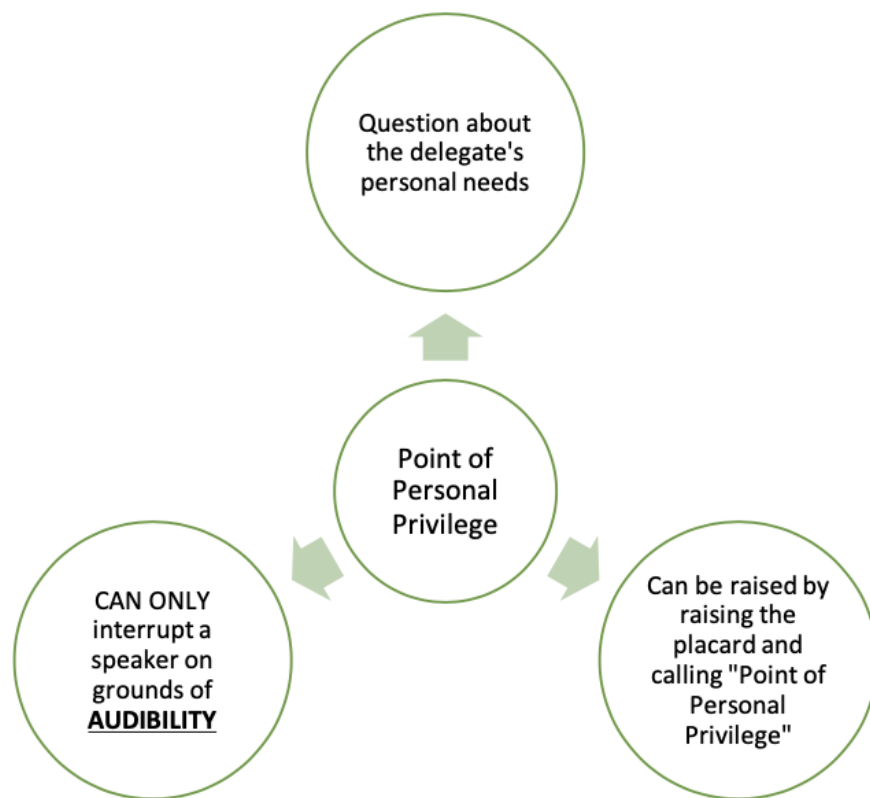 Question about
the delegate's
personal needs
Point of
Personal
Privilege
CAN ONLY
interrupt a
speaker on
grounds of
AUDIBILITY
Can be raised by
raising the
placard and
calling "Point of
Personal
Privilege"